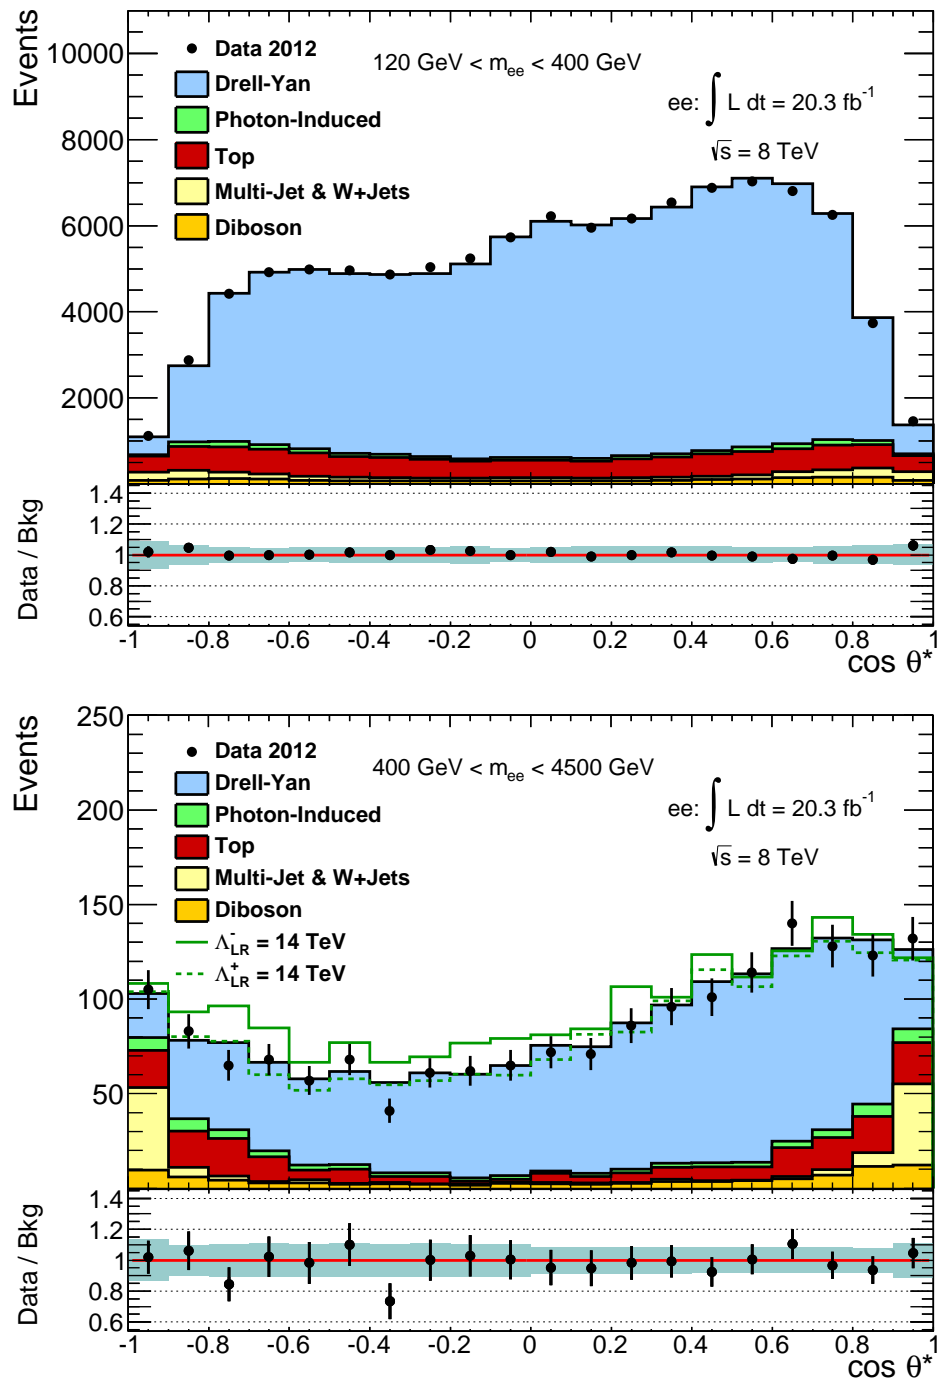 Events
10000
8000
6000
4000
2000
Data 2012
Drell-Yan
Photon-Induced
Top
Multi-Jet & W+Jets
Diboson
120 GeV < m_ee < 400 GeV
ee: ∫ L dt = 20.3 fb⁻¹
√s = 8 TeV
Data / Bkg
1.4
1.2
1
0.8
0.6
-1 -0.8 -0.6 -0.4 -0.2 0 0.2 0.4 0.6 0.8 1
cos θ*
Events
250
200
150
100
50
Data 2012
Drell-Yan
Photon-Induced
Top
Multi-Jet & W+Jets
Diboson
Λ⁻_LR = 14 TeV
Λ⁺_LR = 14 TeV
400 GeV < m_ee < 4500 GeV
ee: ∫ L dt = 20.3 fb⁻¹
√s = 8 TeV
Data / Bkg
1.4
1.2
1
0.8
0.6
-1 -0.8 -0.6 -0.4 -0.2 0 0.2 0.4 0.6 0.8 1
cos θ*